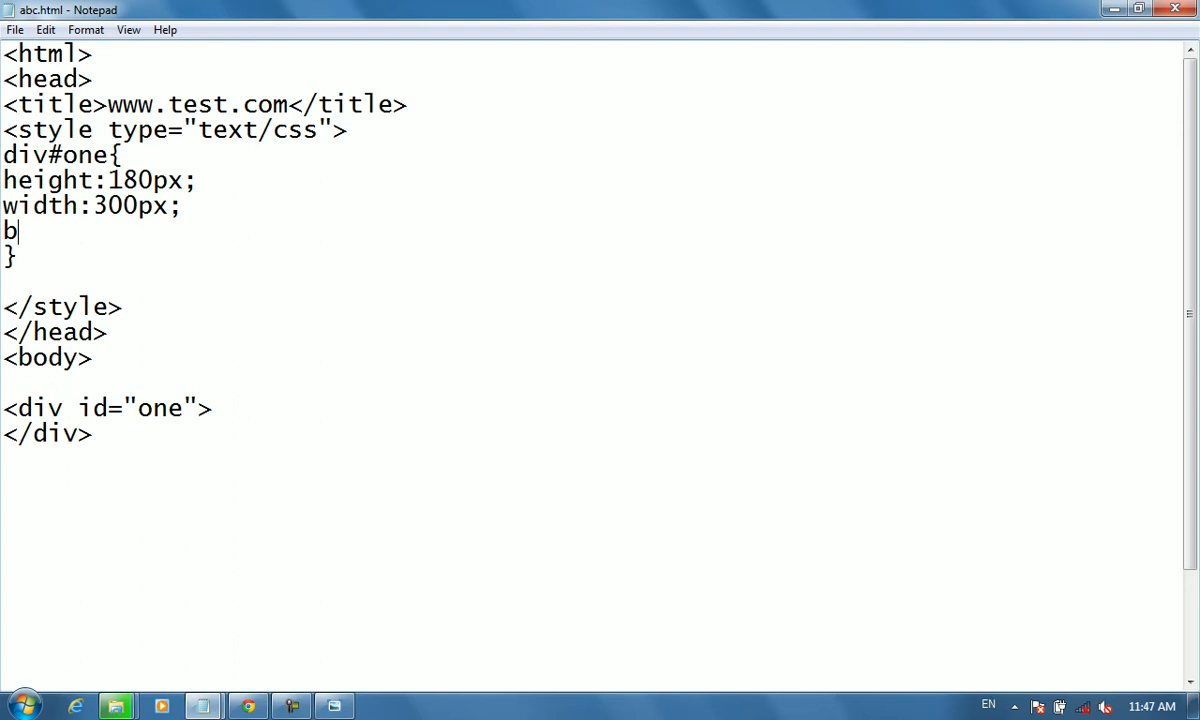 abc.html - Notepad
File Edit Format View Help
<html>
<head>
<title>www.test.com</title>
<style type="text/css">
div#one{
height:180px;
width:300px;
b
}
</style>
</head>
<body>
<div id="one">
</div>
EN 11:47 AM